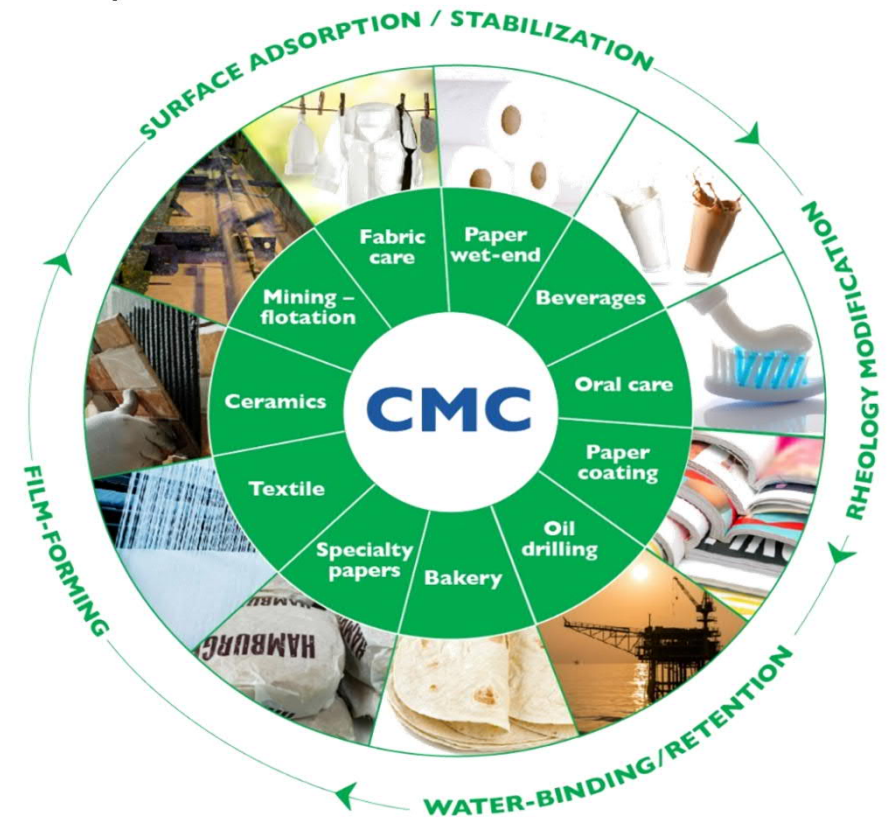 SURFACE ADSORPTION / STABILIZATION
RHEOLOGY MODIFICATION
WATER-BINDING/RETENTION
FILM-FORMING
Fabric
care
Paper
wet-end
Beverages
Oral care
Paper
coating
Oil
drilling
Bakery
Specialty
papers
Textile
Ceramics
Mining –
flotation
CMC
HAMBURG